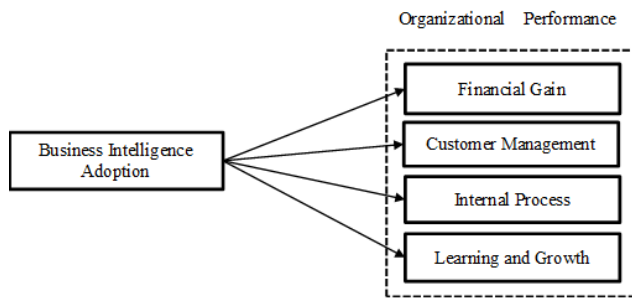 Organizational Performance
Financial Gain
Business Intelligence
Adoption
Customer Management
Internal Process
Learning and Growth